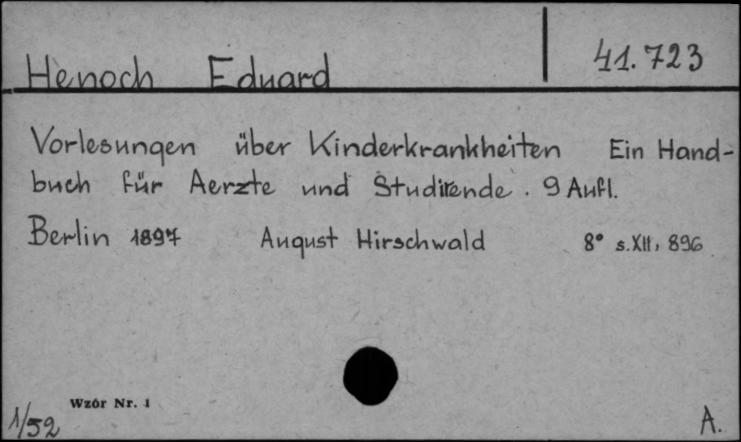 Henoch Eduard 41.723
Vorlesungen über Kinderkrankheiten Ein Hand-
buch für Aerzte und Studirende. 9 Aufl.
Berlin 1897 August Hirschwald 8° s. XII, 896
Wzór Nr. 1
1/52 A.